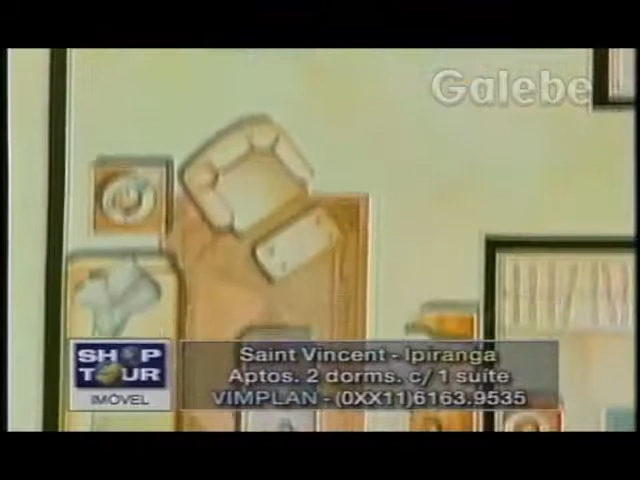 Galebe
SHOP
TOUR
IMÓVEL
Saint Vincent - Ipiranga
Aptos. 2 dorms. c/ 1 suíte
VIMPLAN - (0XX11)6163.9535